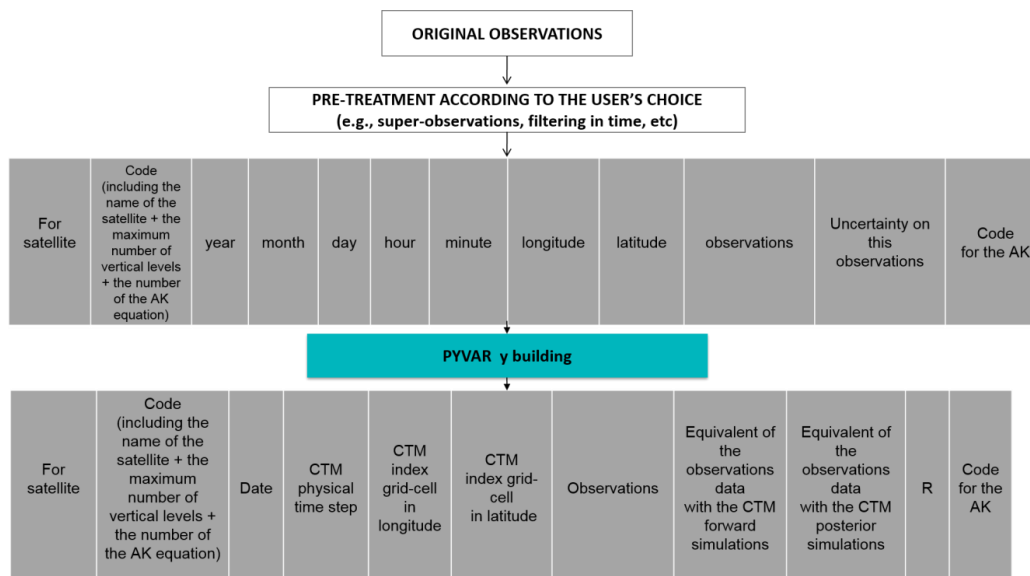 ORIGINAL OBSERVATIONS
PRE-TREATMENT ACCORDING TO THE USER'S CHOICE
(e.g., super-observations, filtering in time, etc)
For
satellite
Code
(including the
name of the
satellite + the
maximum
number of
vertical levels
+ the number
of the AK
equation)
year
month
day
hour
minute
longitude
latitude
observations
Uncertainty on
this
observations
Code
for the AK
PYVAR y building
For
satellite
Code
(including the
name of the
satellite + the
maximum
number of
vertical levels +
the number of
the AK equation)
Date
CTM
physical
time step
CTM
index
grid-cell
in
longitude
CTM
index grid-
cell
in latitude
Observations
Equivalent of
the
observations
data
with the CTM
forward
simulations
Equivalent of
the
observations
data
with the CTM
posterior
simulations
R
Code
for the
AK